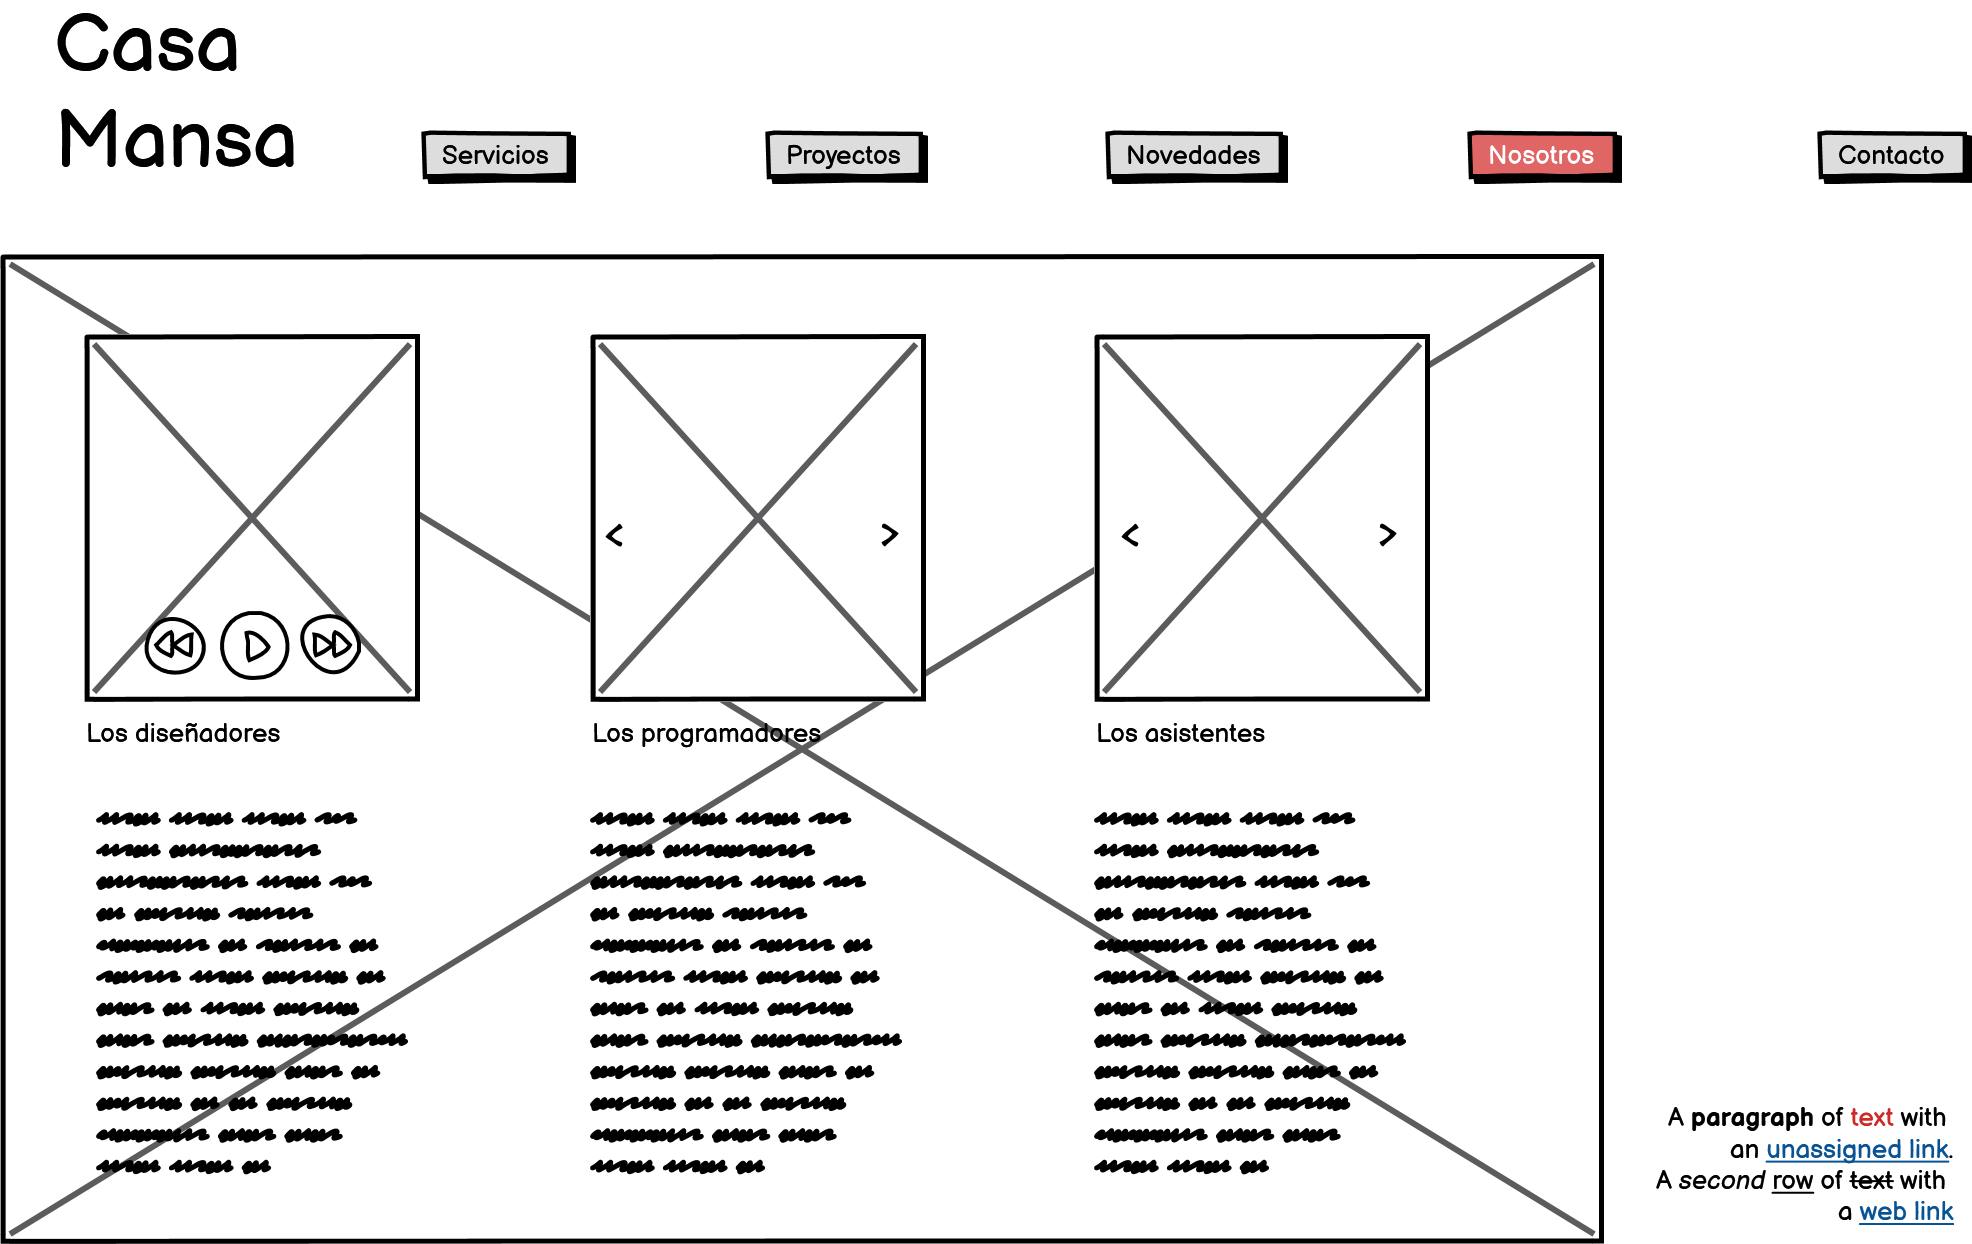 Casa
Mansa
Servicios
Proyectos
Novedades
Nosotros
Contacto
Los diseñadores
Los programadores
Los asistentes
A paragraph of text with
an unassigned link.
A second row of text with
a web link